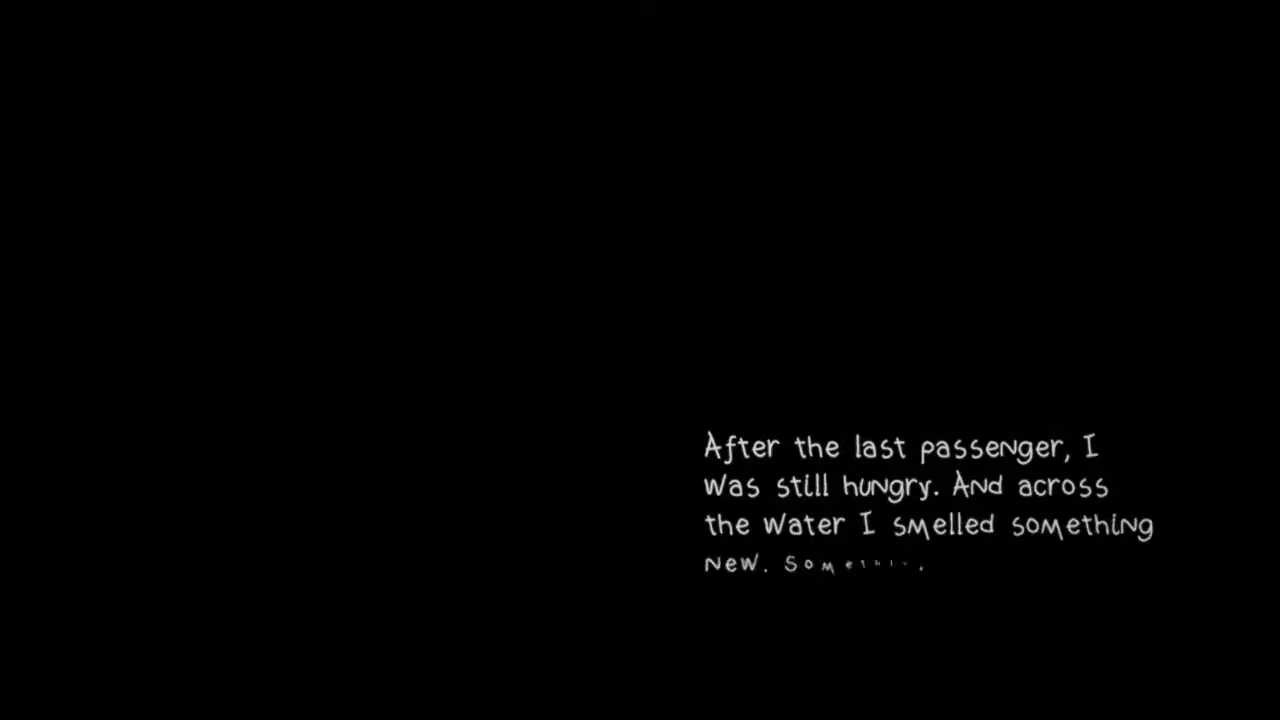 After the last passenger, I
was still hungry. And across
the water I smelled something
new.